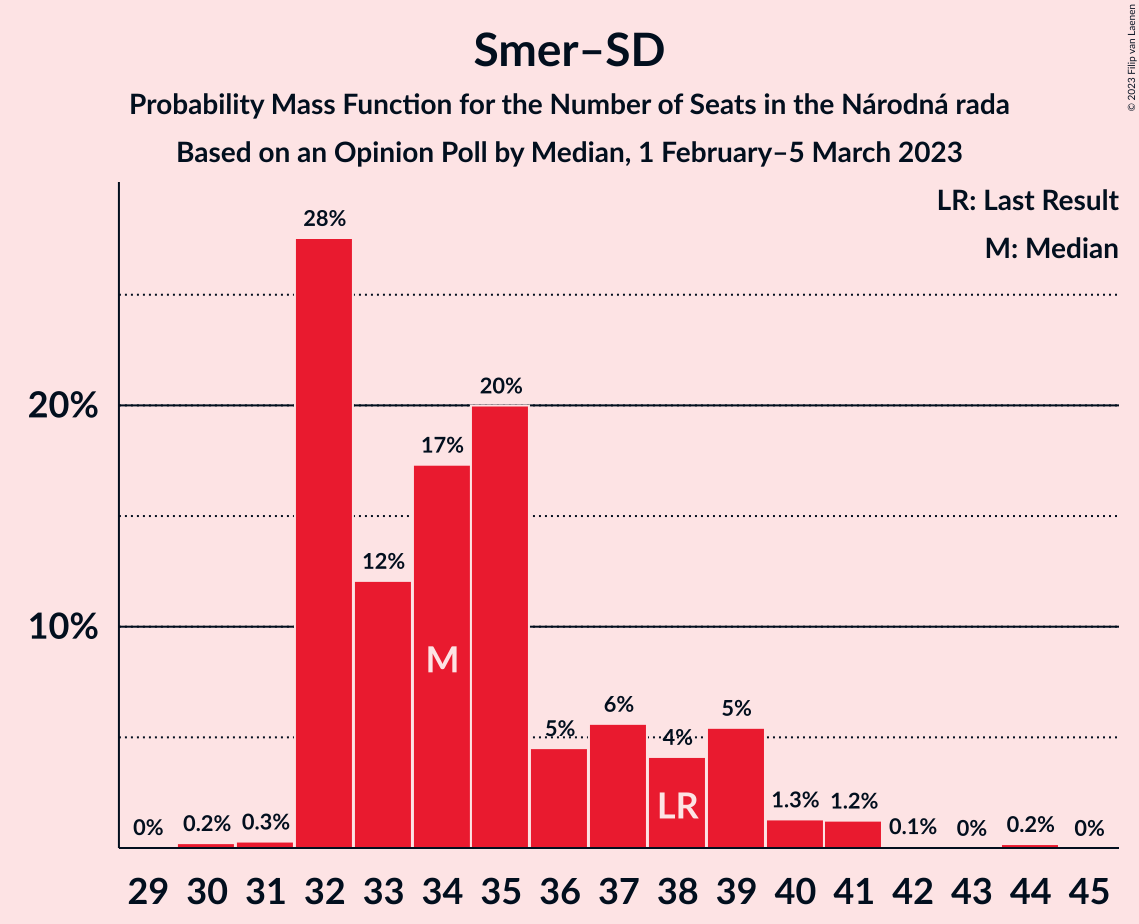 Smer–SD
Probability Mass Function for the Number of Seats in the Národná rada
Based on an Opinion Poll by Median, 1 February–5 March 2023
© 2023 Filip van Laenen
LR: Last Result
M: Median
20%
10%
0%
0.2%
0.3%
28%
12%
17%
20%
5%
6%
4%
5%
1.3%
1.2%
0.1%
0%
0.2%
0%
M
LR
29 30 31 32 33 34 35 36 37 38 39 40 41 42 43 44 45